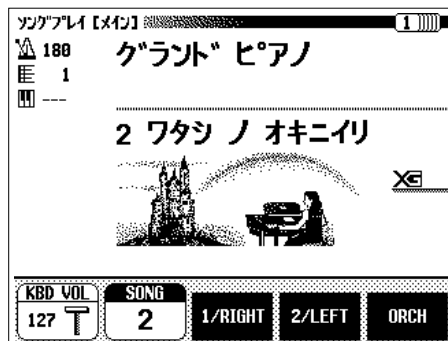 ソングプレイ [メイン] 1
180
1
---
グランド ピアノ
2 ワタシ ノ オキニイリ
XG
KBD VOL
127
SONG
2
1/RIGHT
2/LEFT
ORCH